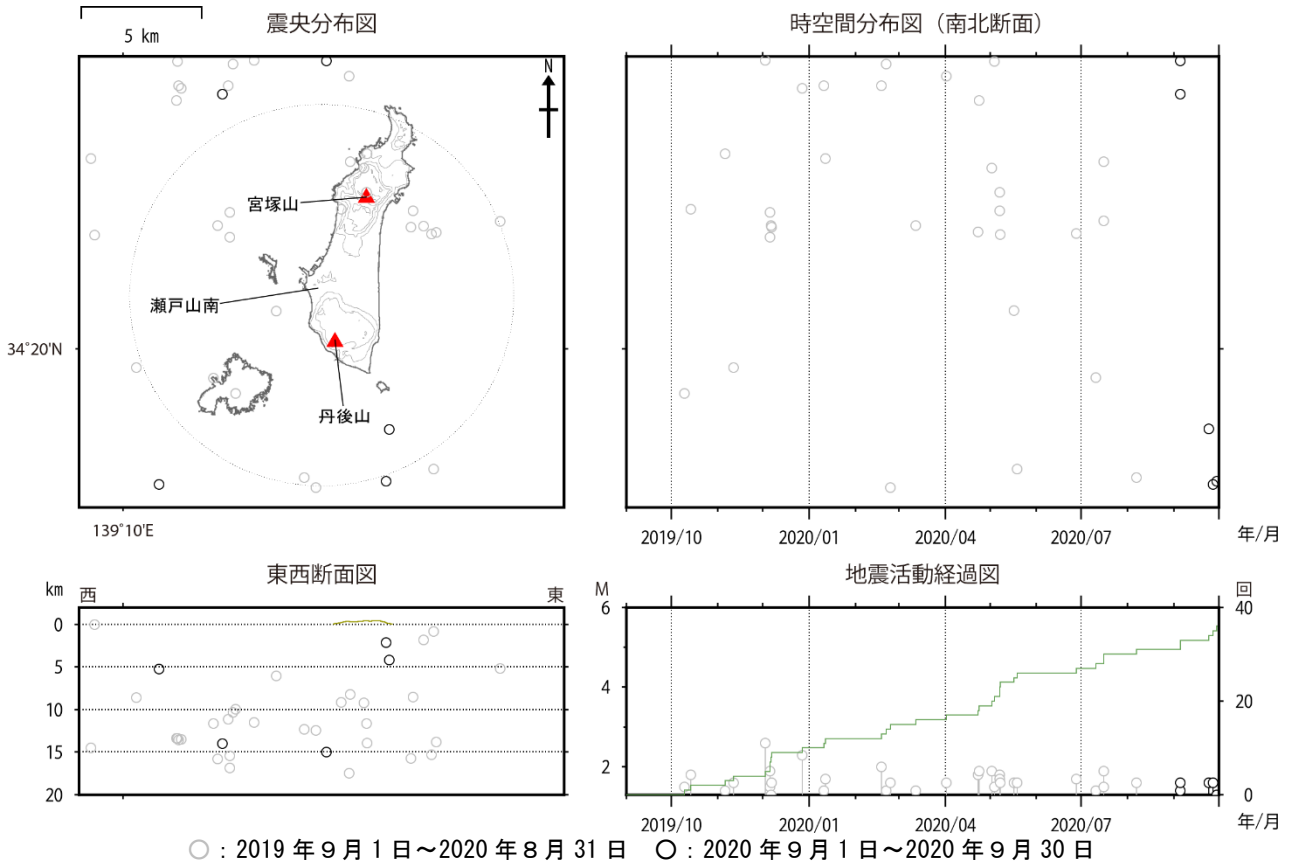 5 km
震央分布図
N
宮塚山
瀬戸山南
34°20'N
丹後山
139°10'E
時空間分布図（南北断面）
2019/10 2020/01 2020/04 2020/07 年/月
東西断面図
km 西 東
0
5
10
15
20
地震活動経過図
M 回
6 40
4
20
2
0
2019/10 2020/01 2020/04 2020/07 年/月
○：2019 年９月 1 日～2020 年８月 31 日 ○：2020 年９月 1 日～2020 年９月 30 日